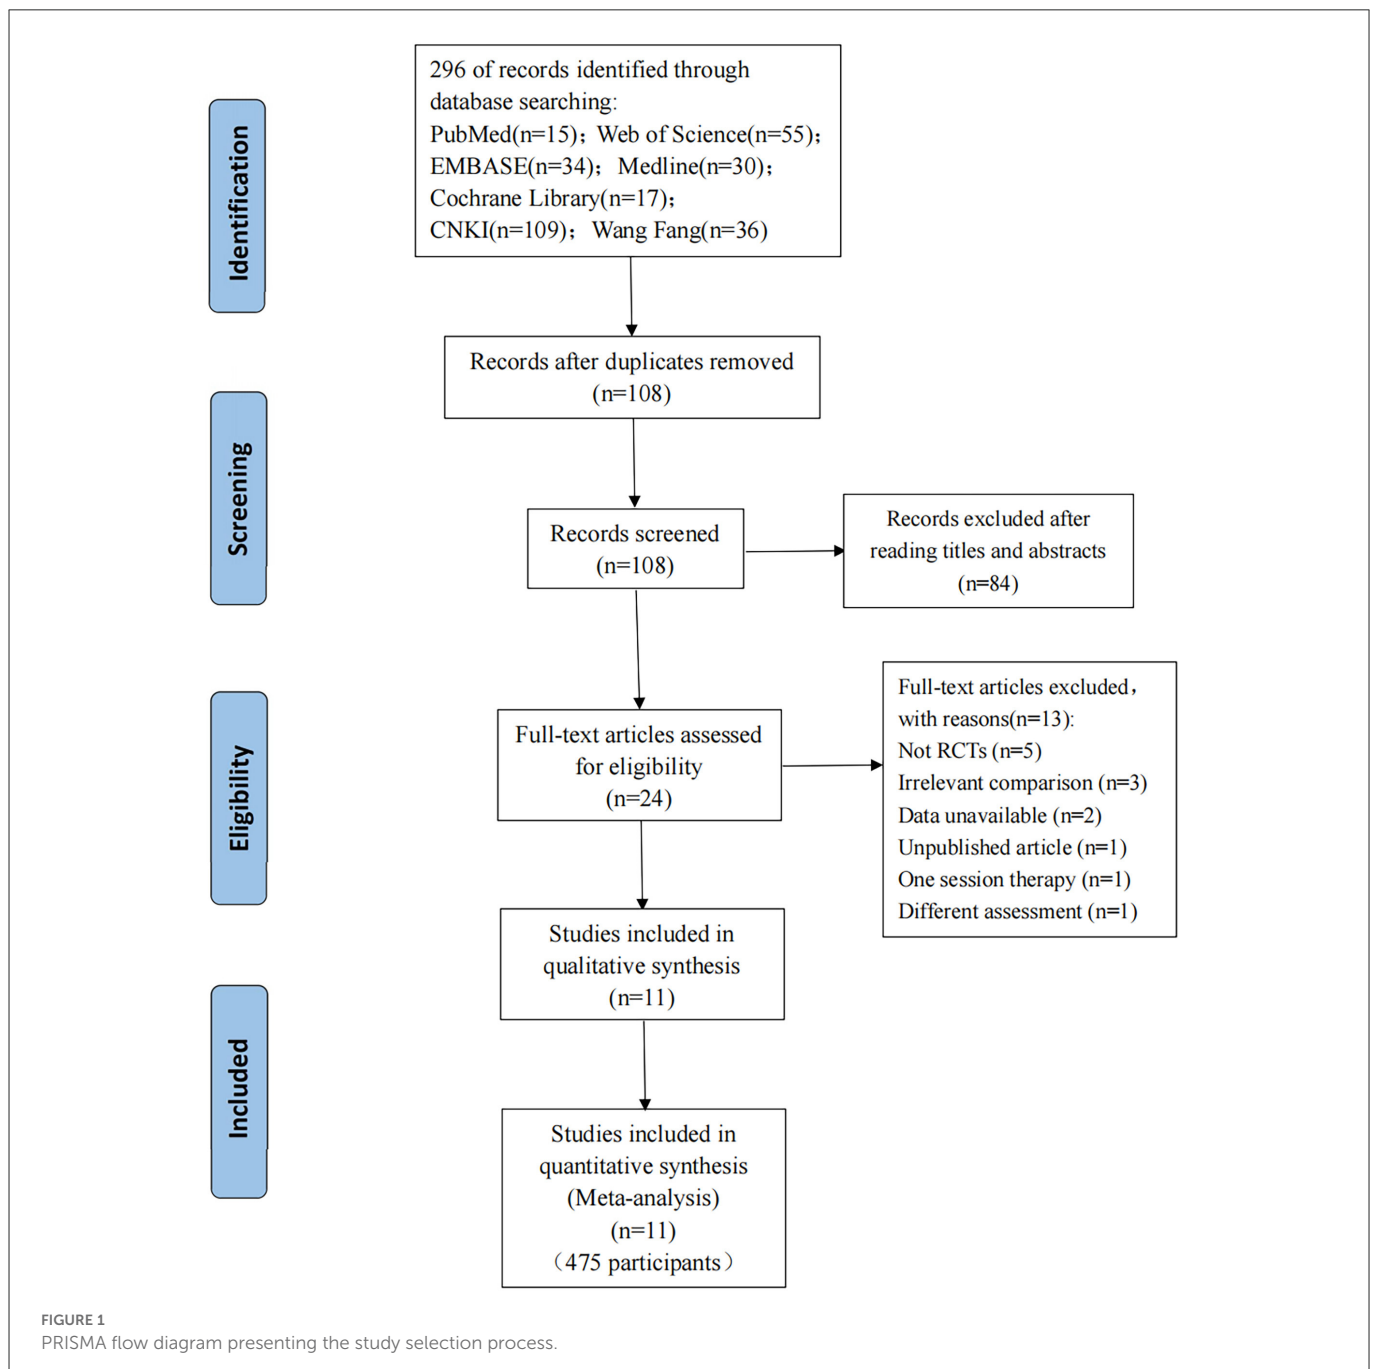 Identification
296 of records identified through
database searching:
PubMed(n=15)；Web of Science(n=55)；
EMBASE(n=34)；Medline(n=30)；
Cochrane Library(n=17)；
CNKI(n=109)；Wang Fang(n=36)
Records after duplicates removed
(n=108)
Screening
Records screened
(n=108)
Records excluded after
reading titles and abstracts
(n=84)
Eligibility
Full-text articles assessed
for eligibility
(n=24)
Full-text articles excluded，
with reasons(n=13):
Not RCTs (n=5)
Irrelevant comparison (n=3)
Data unavailable (n=2)
Unpublished article (n=1)
One session therapy (n=1)
Different assessment (n=1)
Studies included in
qualitative synthesis
(n=11)
Included
Studies included in
quantitative synthesis
(Meta-analysis)
(n=11)
（475 participants）
FIGURE 1
PRISMA flow diagram presenting the study selection process.